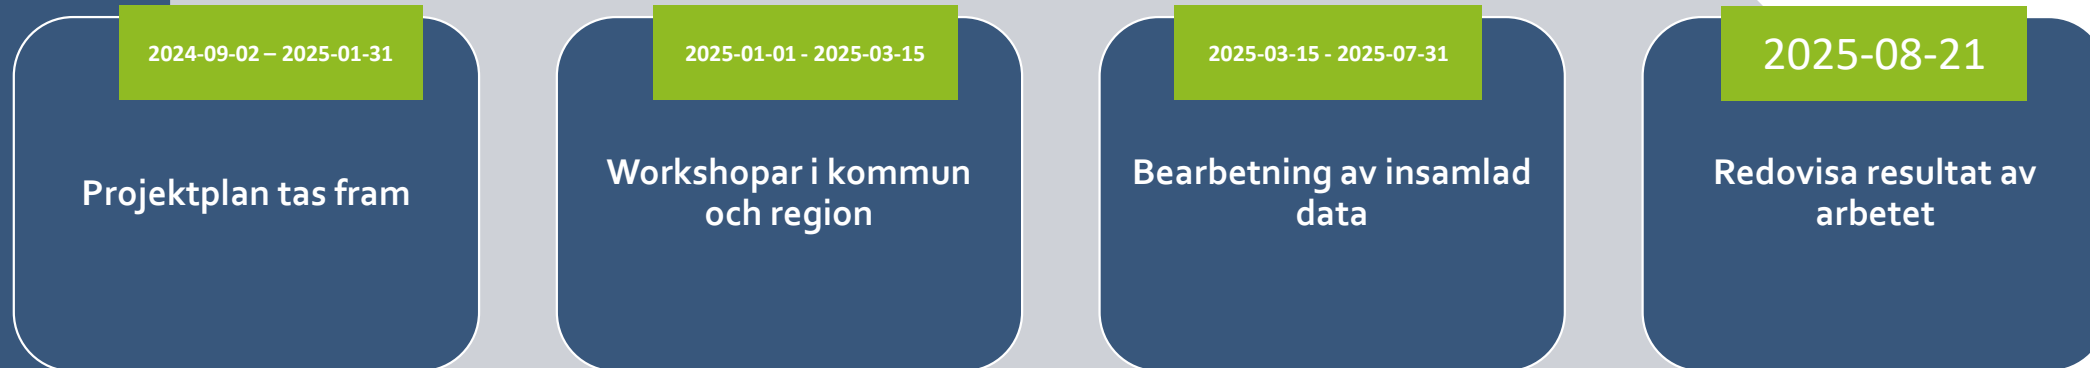 2024-09-02 – 2025-01-31
Projektplan tas fram
2025-01-01 - 2025-03-15
Workshopar i kommun
och region
2025-03-15 - 2025-07-31
Bearbetning av insamlad
data
2025-08-21
Redovisa resultat av
arbetet